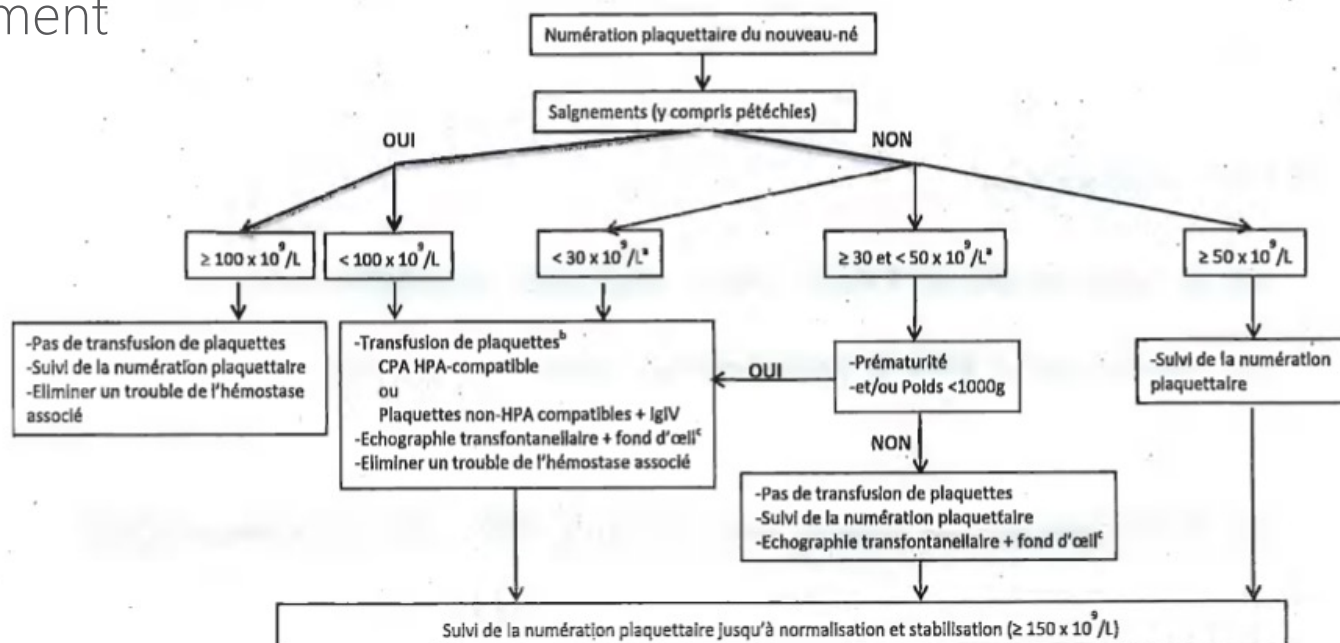 ment
Numération plaquettaire du nouveau-né
Saignements (y compris pétéchies)
OUI
NON
≥ 100 x 10⁹/L
< 100 x 10⁹/L
< 30 x 10⁹/Lª
≥ 30 et < 50 x 10⁹/Lª
≥ 50 x 10⁹/L
-Pas de transfusion de plaquettes
-Suivi de la numération plaquettaire
-Eliminer un trouble de l'hémostase
associé
-Transfusion de plaquettesᵇ
CPA HPA-compatible
ou
Plaquettes non-HPA compatibles + IgIV
-Echographie transfontanellaire + fond d'œilᶜ
-Eliminer un trouble de l'hémostase associé
OUI
-Prématurité
-et/ou Poids <1000g
-Suivi de la numération
plaquettaire
NON
-Pas de transfusion de plaquettes
-Suivi de la numération plaquettaire
-Echographie transfontanellaire + fond d'œilᶜ
Suivi de la numération plaquettaire jusqu'à normalisation et stabilisation (≥ 150 x 10⁹/L)